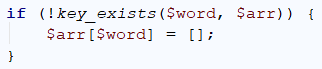 if (!key_exists($word, $arr)) {
    $arr[$word] = [];
}